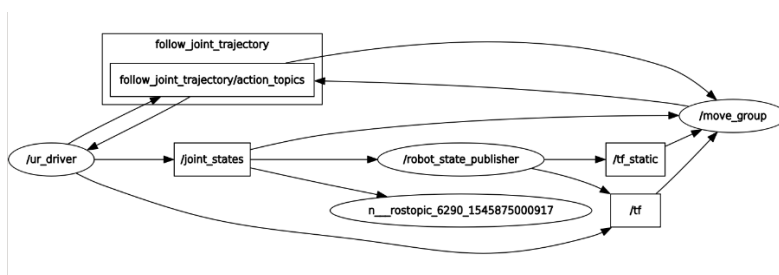 follow_joint_trajectory
follow_joint_trajectory/action_topics
/move_group
/ur_driver
/joint_states
/robot_state_publisher
/tf_static
n__rostopic_6290_1545875000917
/tf